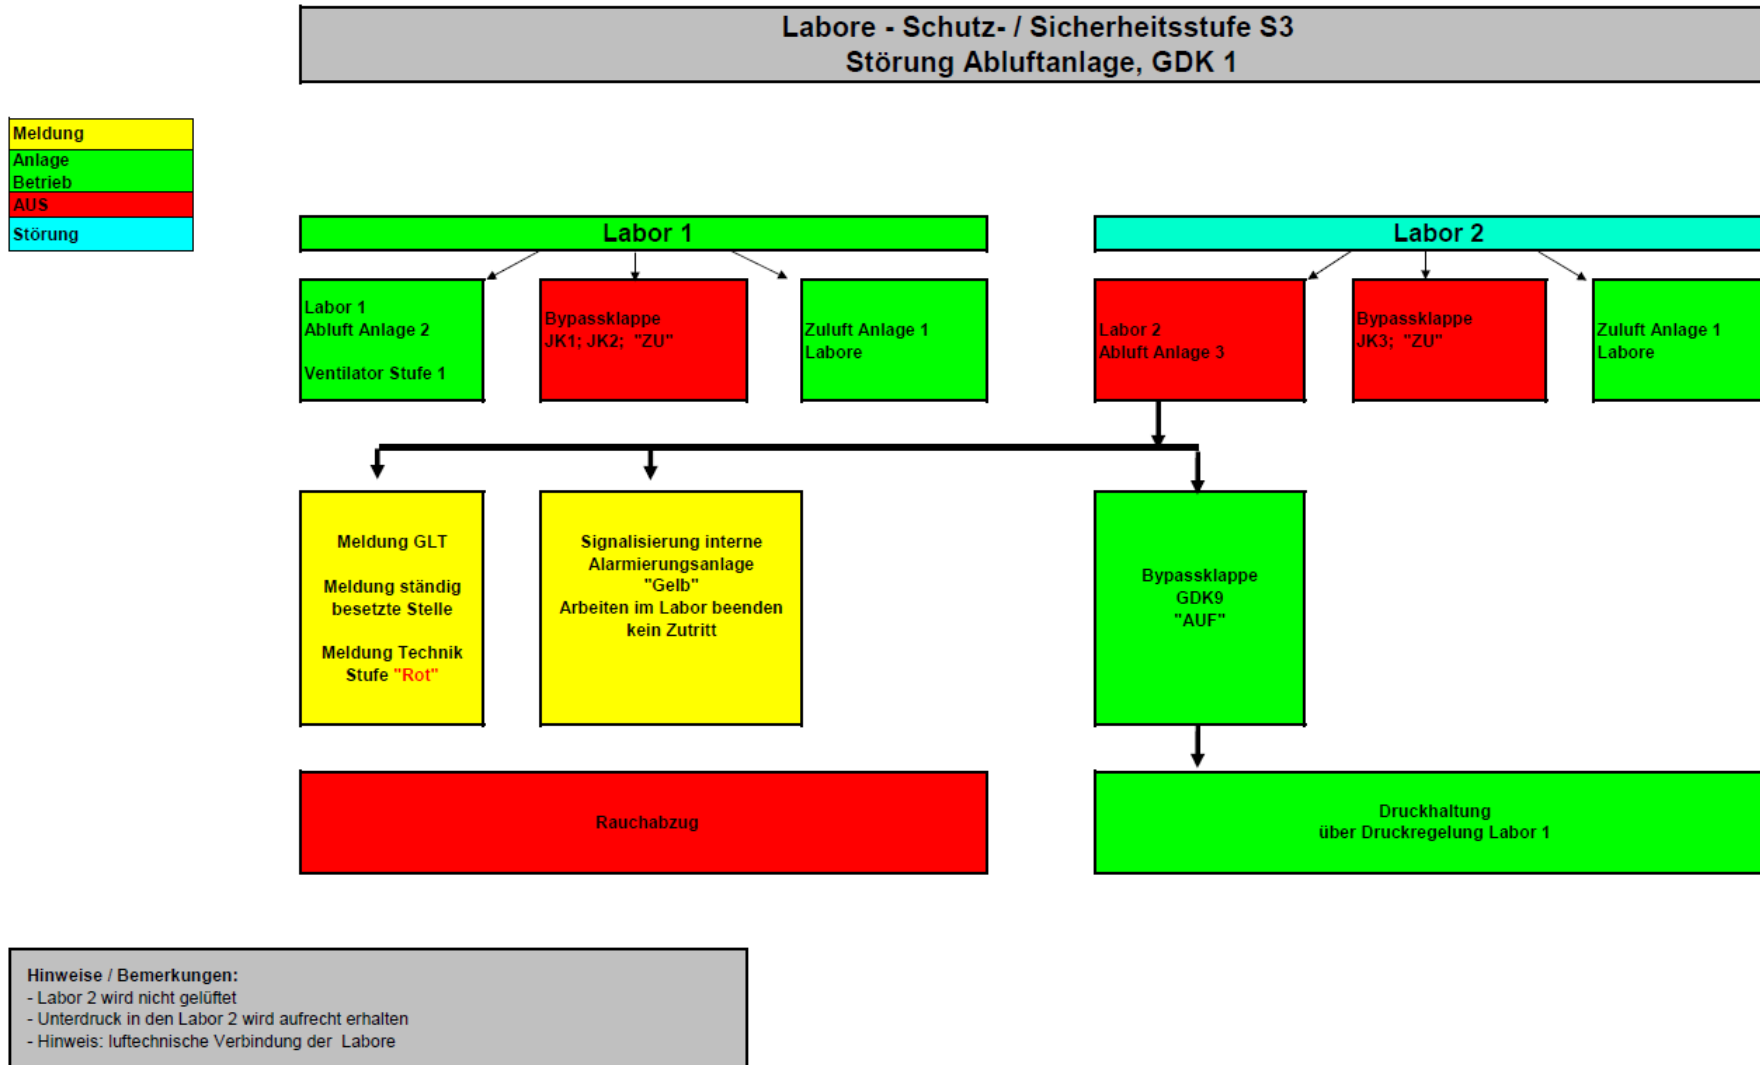 Labore - Schutz- / Sicherheitsstufe S3
Störung Abluftanlage, GDK 1
Meldung
Anlage
Betrieb
AUS
Störung
Labor 1
Labor 2
Labor 1
Abluft Anlage 2
Ventilator Stufe 1
Bypassklappe
JK1; JK2; "ZU"
Zuluft Anlage 1
Labore
Labor 2
Abluft Anlage 3
Bypassklappe
JK3; "ZU"
Zuluft Anlage 1
Labore
Meldung GLT
Meldung ständig
besetzte Stelle
Meldung Technik
Stufe "Rot"
Signalisierung interne
Alarmierungsanlage
"Gelb"
Arbeiten im Labor beenden
kein Zutritt
Bypassklappe
GDK9
"AUF"
Rauchabzug
Druckhaltung
über Druckregelung Labor 1
Hinweise / Bemerkungen:
- Labor 2 wird nicht gelüftet
- Unterdruck in den Labor 2 wird aufrecht erhalten
- Hinweis: luftechnische Verbindung der Labore